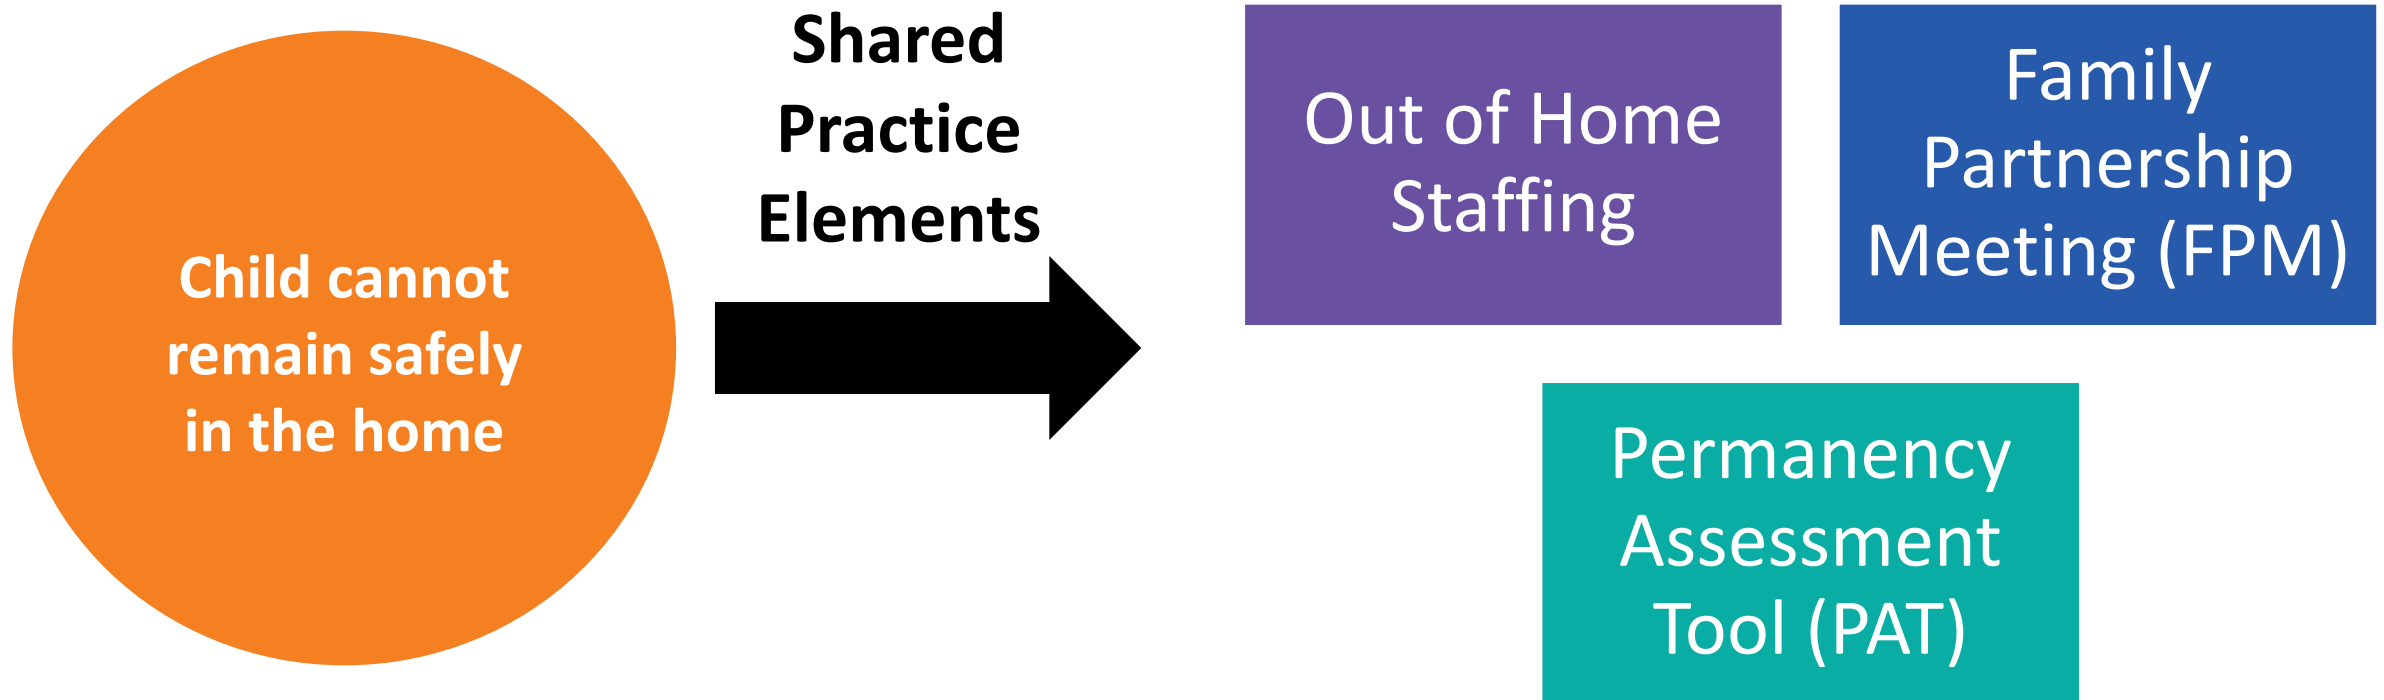 Child cannot
remain safely
in the home
Shared
Practice
Elements
Out of Home
Staffing
Family
Partnership
Meeting (FPM)
Permanency
Assessment
Tool (PAT)